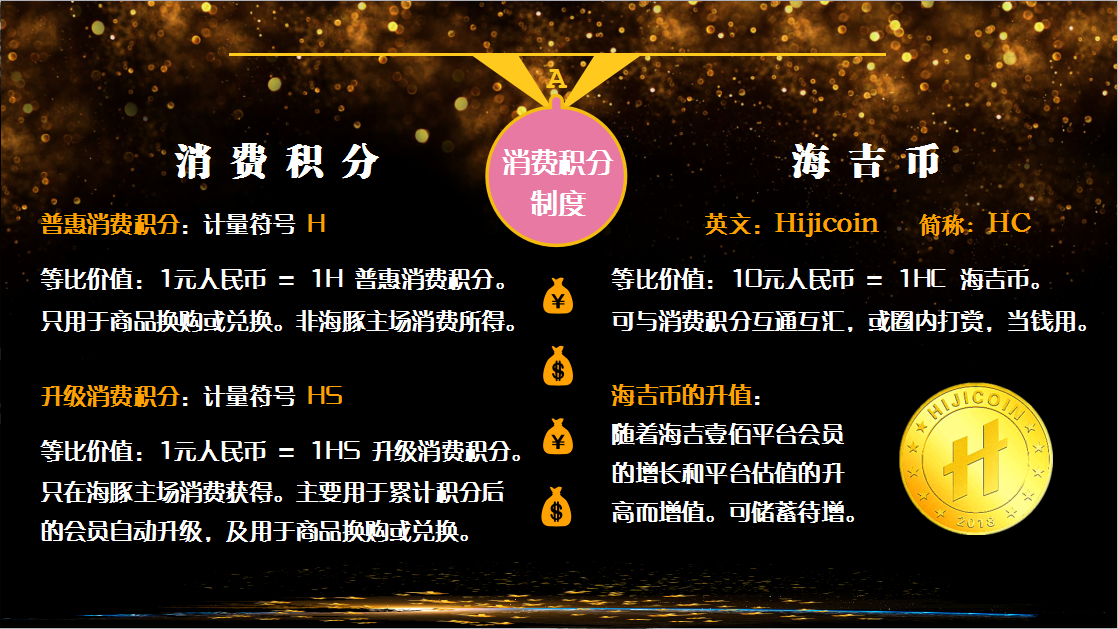 A
消费积分
制度
消费积分
普惠消费积分：计量符号 H
等比价值：1元人民币 = 1H 普惠消费积分。
只用于商品换购或兑换。非海豚主场消费所得。
升级消费积分：计量符号 HS
等比价值：1元人民币 = 1HS 升级消费积分。
只在海豚主场消费获得。主要用于累计积分后
的会员自动升级，及用于商品换购或兑换。
¥
$
¥
$
海吉币
英文：Hijicoin 简称：HC
等比价值：10元人民币 = 1HC 海吉币。
可与消费积分互通互汇，或圈内打赏，当钱用。
海吉币的升值：
随着海吉壹佰平台会员
的增长和平台估值的升
高而增值。可储蓄待增。
HIJICOIN
H
2018